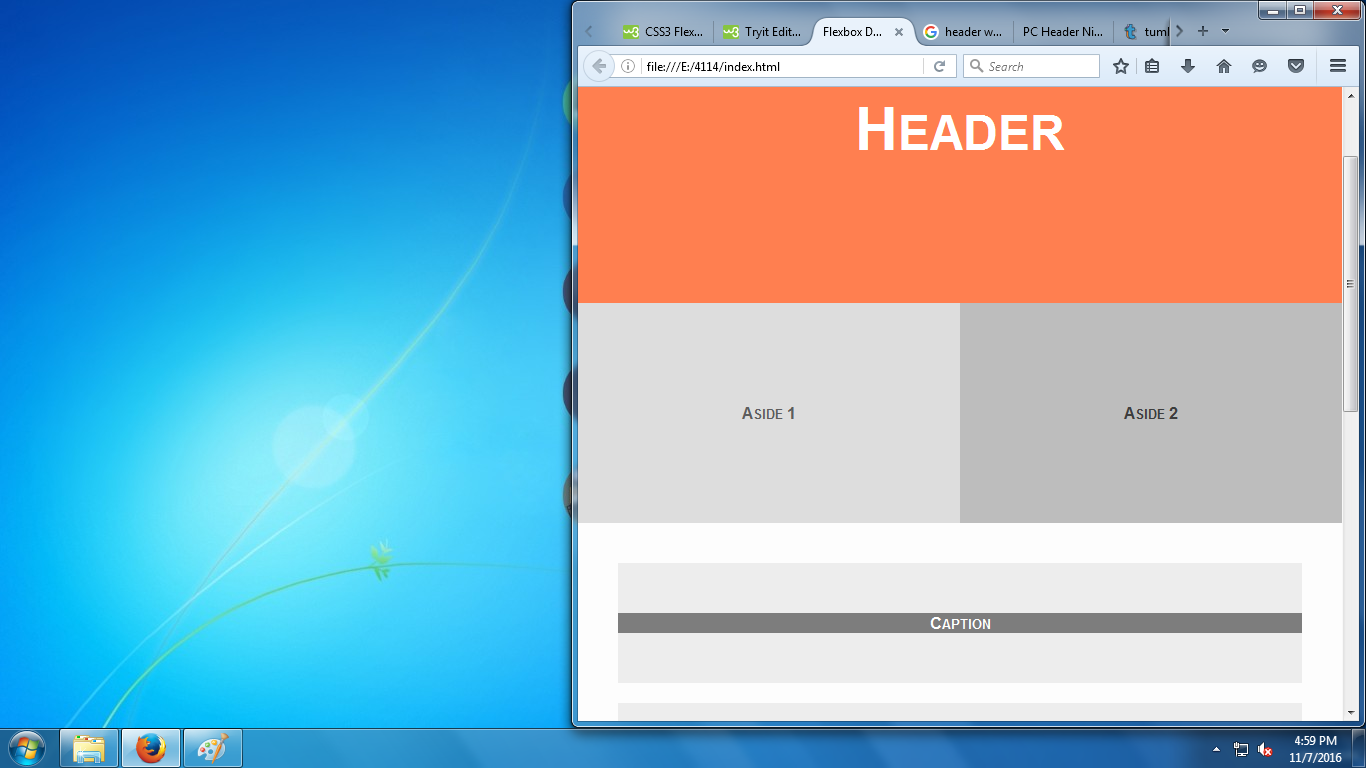 CSS3 Flex... Tryit Edit... Flexbox D... header w... PC Header Ni... tuml
file:///E:/4114/index.html Search
HEADER
ASIDE 1 ASIDE 2
CAPTION
4:59 PM
11/7/2016